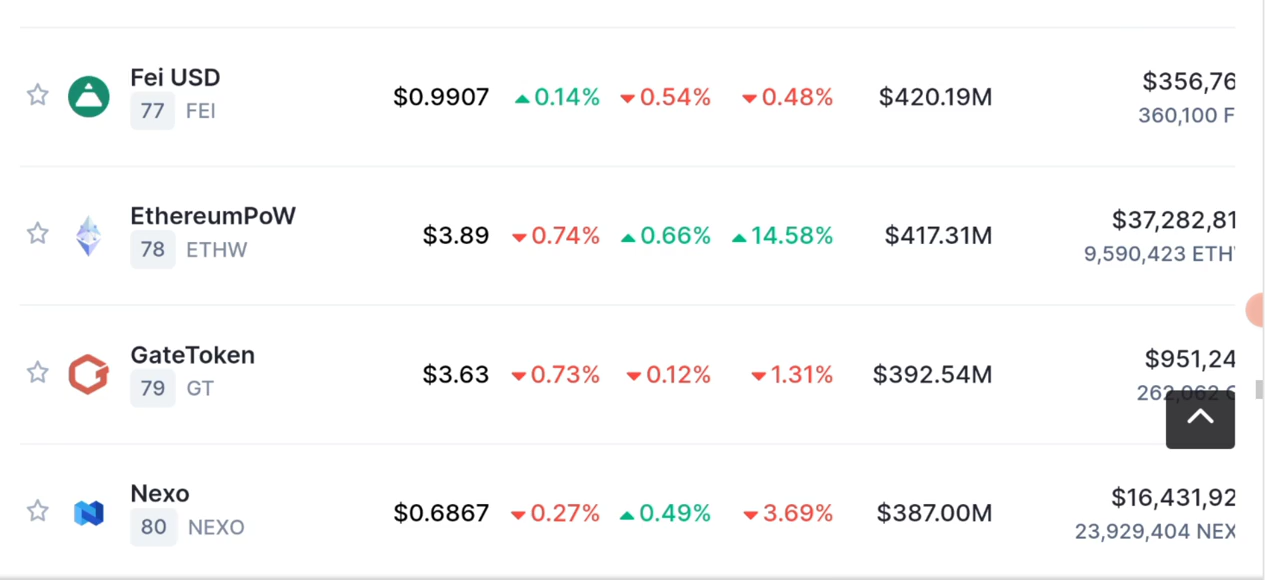 Fei USD
77 FEI
$0.9907 ▲0.14% ▼0.54% ▼0.48% $420.19M $356,76
360,100 F
EthereumPoW
78 ETHW
$3.89 ▼0.74% ▲0.66% ▲14.58% $417.31M $37,282,81
9,590,423 ETH
GateToken
79 GT
$3.63 ▼0.73% ▼0.12% ▼1.31% $392.54M $951,24
262,062
Nexo
80 NEXO
$0.6867 ▼0.27% ▲0.49% ▼3.69% $387.00M $16,431,92
23,929,404 NEX